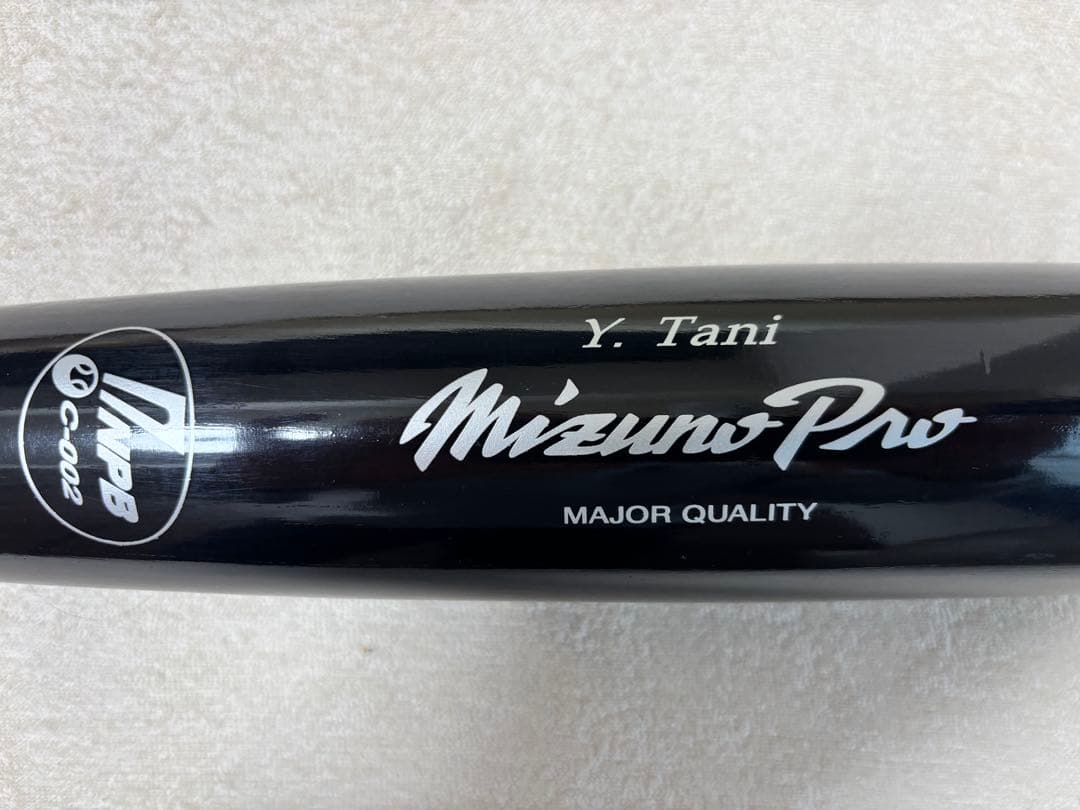 Y. Tani
Mizuno Pro
MAJOR QUALITY
NPB
C-002